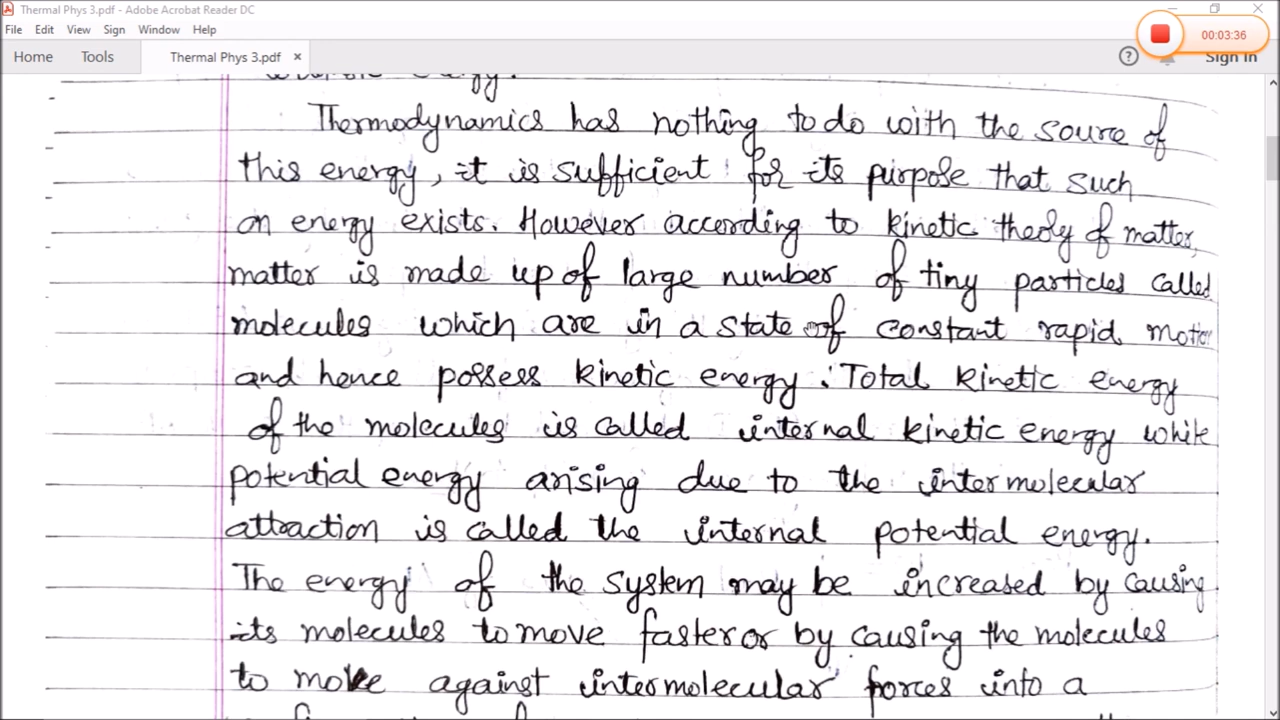 Thermal Phys 3.pdf - Adobe Acrobat Reader DC
File Edit View Sign Window Help
00:03:36
Home Tools Thermal Phys 3.pdf × Sign In
Thermodynamics has nothing to do with the source of
this energy, it is sufficient for its purpose that such
an energy exists. However according to kinetic theory of matter,
matter is made up of large number of tiny particles called
molecules which are in a state of constant rapid motion
and hence possess kinetic energy. Total kinetic energy
of the molecules is called internal kinetic energy while
potential energy arising due to the intermolecular
attraction is called the internal potential energy.
The energy of the system may be increased by causing
its molecules to move faster or by causing the molecules
to move against intermolecular forces into a